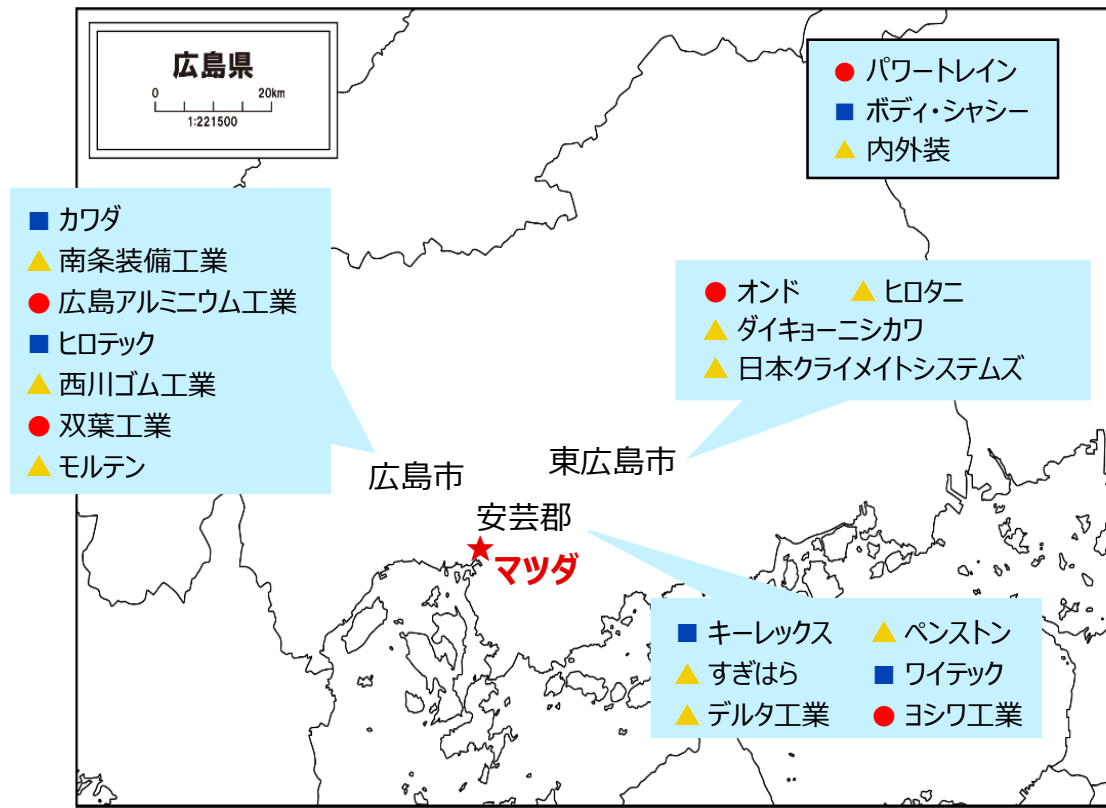 広島県
0 20km
1:221500
パワートレイン
ボディ・シャシー
内外装
カワダ
南条装備工業
広島アルミニウム工業
ヒロテック
西川ゴム工業
双葉工業
モルテン
オンド ヒロタニ
ダイキョーニシカワ
日本クライメイトシステムズ
広島市
東広島市
安芸郡
マツダ
キーレックス ペンストン
すぎはら ワイテック
デルタ工業 ヨシワ工業